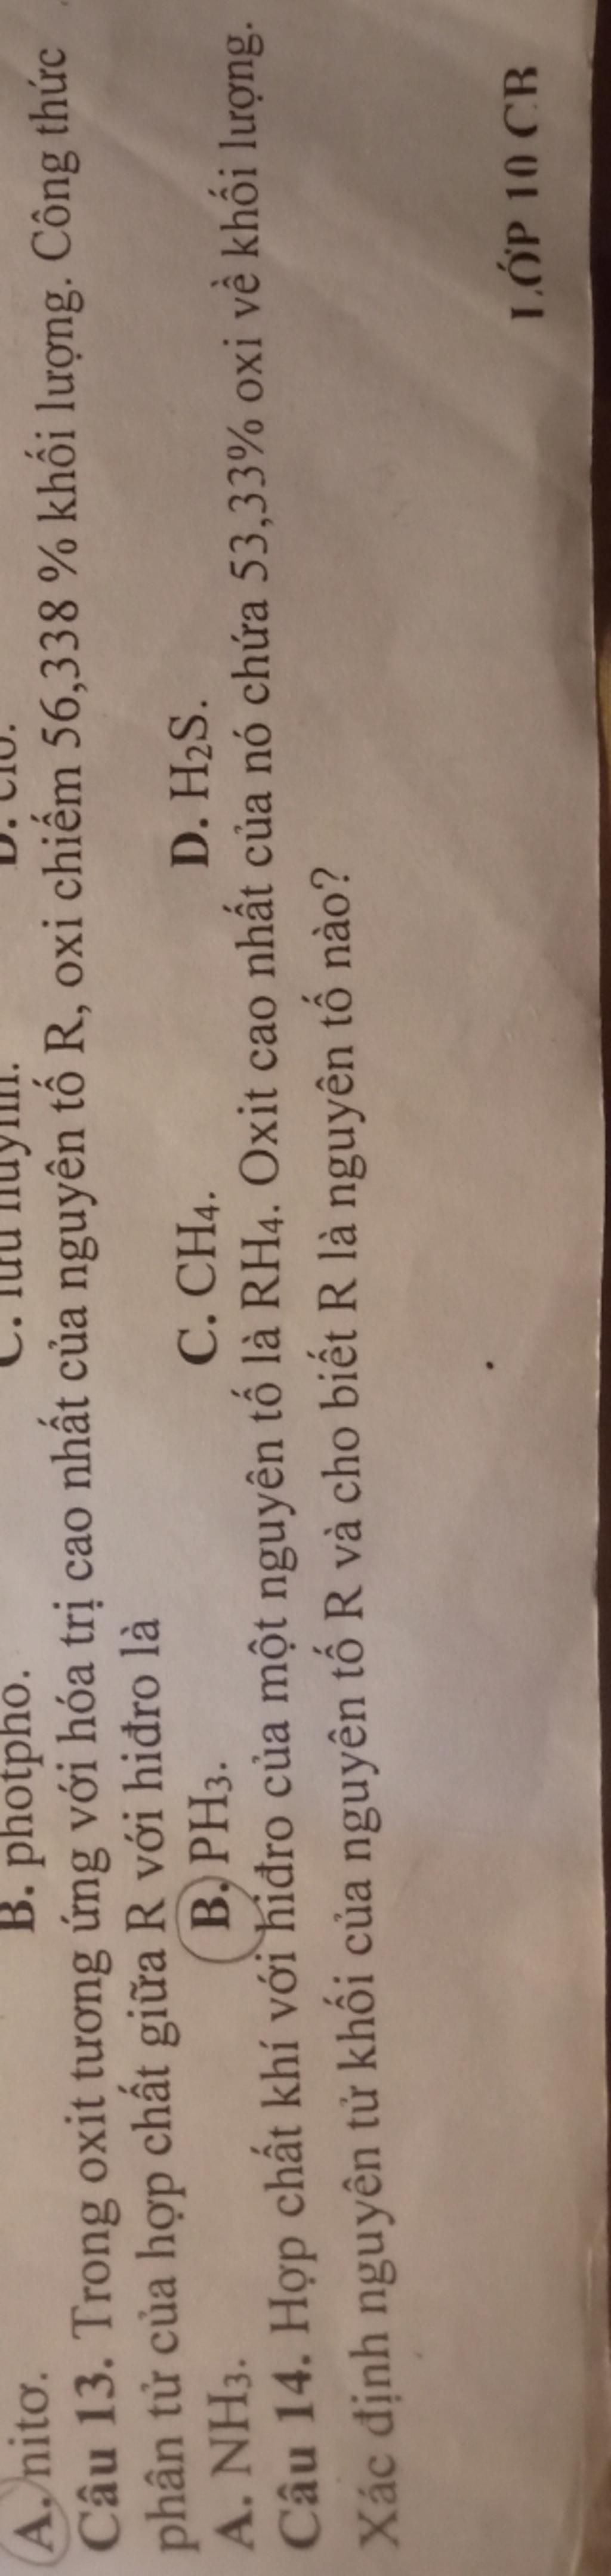 A. nitơ. B. photpho. C. lưu huỳnh. D. clo.
Câu 13. Trong oxit tương ứng với hóa trị cao nhất của nguyên tố R, oxi chiếm 56,338 % khối lượng. Công thức
phân tử của hợp chất giữa R với hiđro là
A. NH₃. B. PH₃. C. CH₄. D. H₂S.
Câu 14. Hợp chất khí với hiđro của một nguyên tố là RH₄. Oxit cao nhất của nó chứa 53,33% oxi về khối lượng.
Xác định nguyên tử khối của nguyên tố R và cho biết R là nguyên tố nào?
LỚP 10 CB